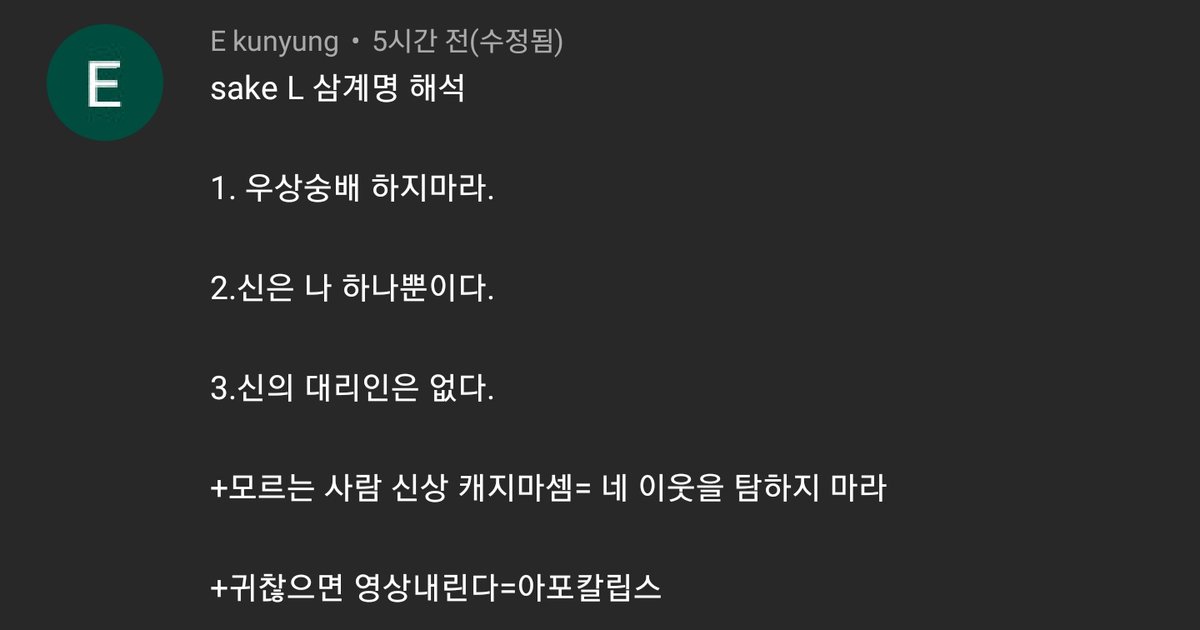 E
E kunyung • 5시간 전(수정됨)
sake L 삼계명 해석
1. 우상숭배 하지마라.
2.신은 나 하나뿐이다.
3.신의 대리인은 없다.
+모르는 사람 신상 캐지마셈= 네 이웃을 탐하지 마라
+귀찮으면 영상내린다=아포칼립스